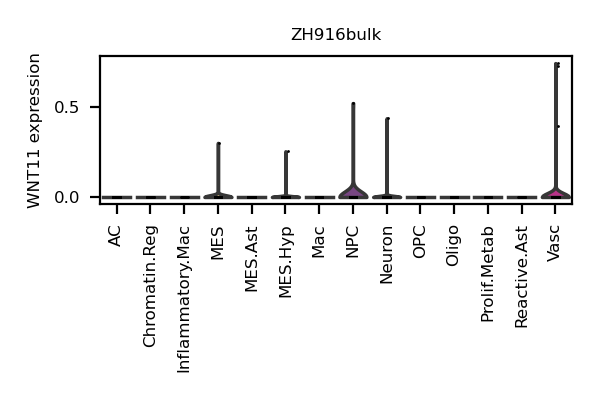 ZH916bulk
WNT11 expression
0.5
0.0
AC
Chromatin.Reg
Inflammatory.Mac
MES
MES.Ast
MES.Hyp
Mac
NPC
Neuron
OPC
Oligo
Prolif.Metab
Reactive.Ast
Vasc